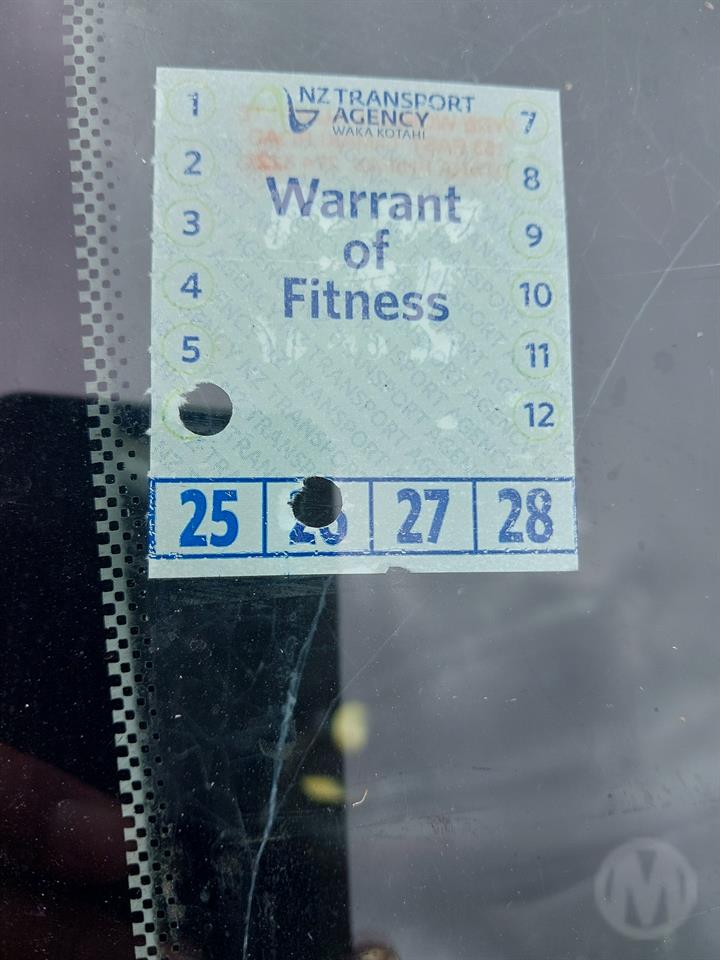 NZ TRANSPORT
AGENCY
WAKA KOTAHI
Warrant
of
Fitness
1
2
3
4
5
7
8
9
10
11
12
25 26 27 28
M